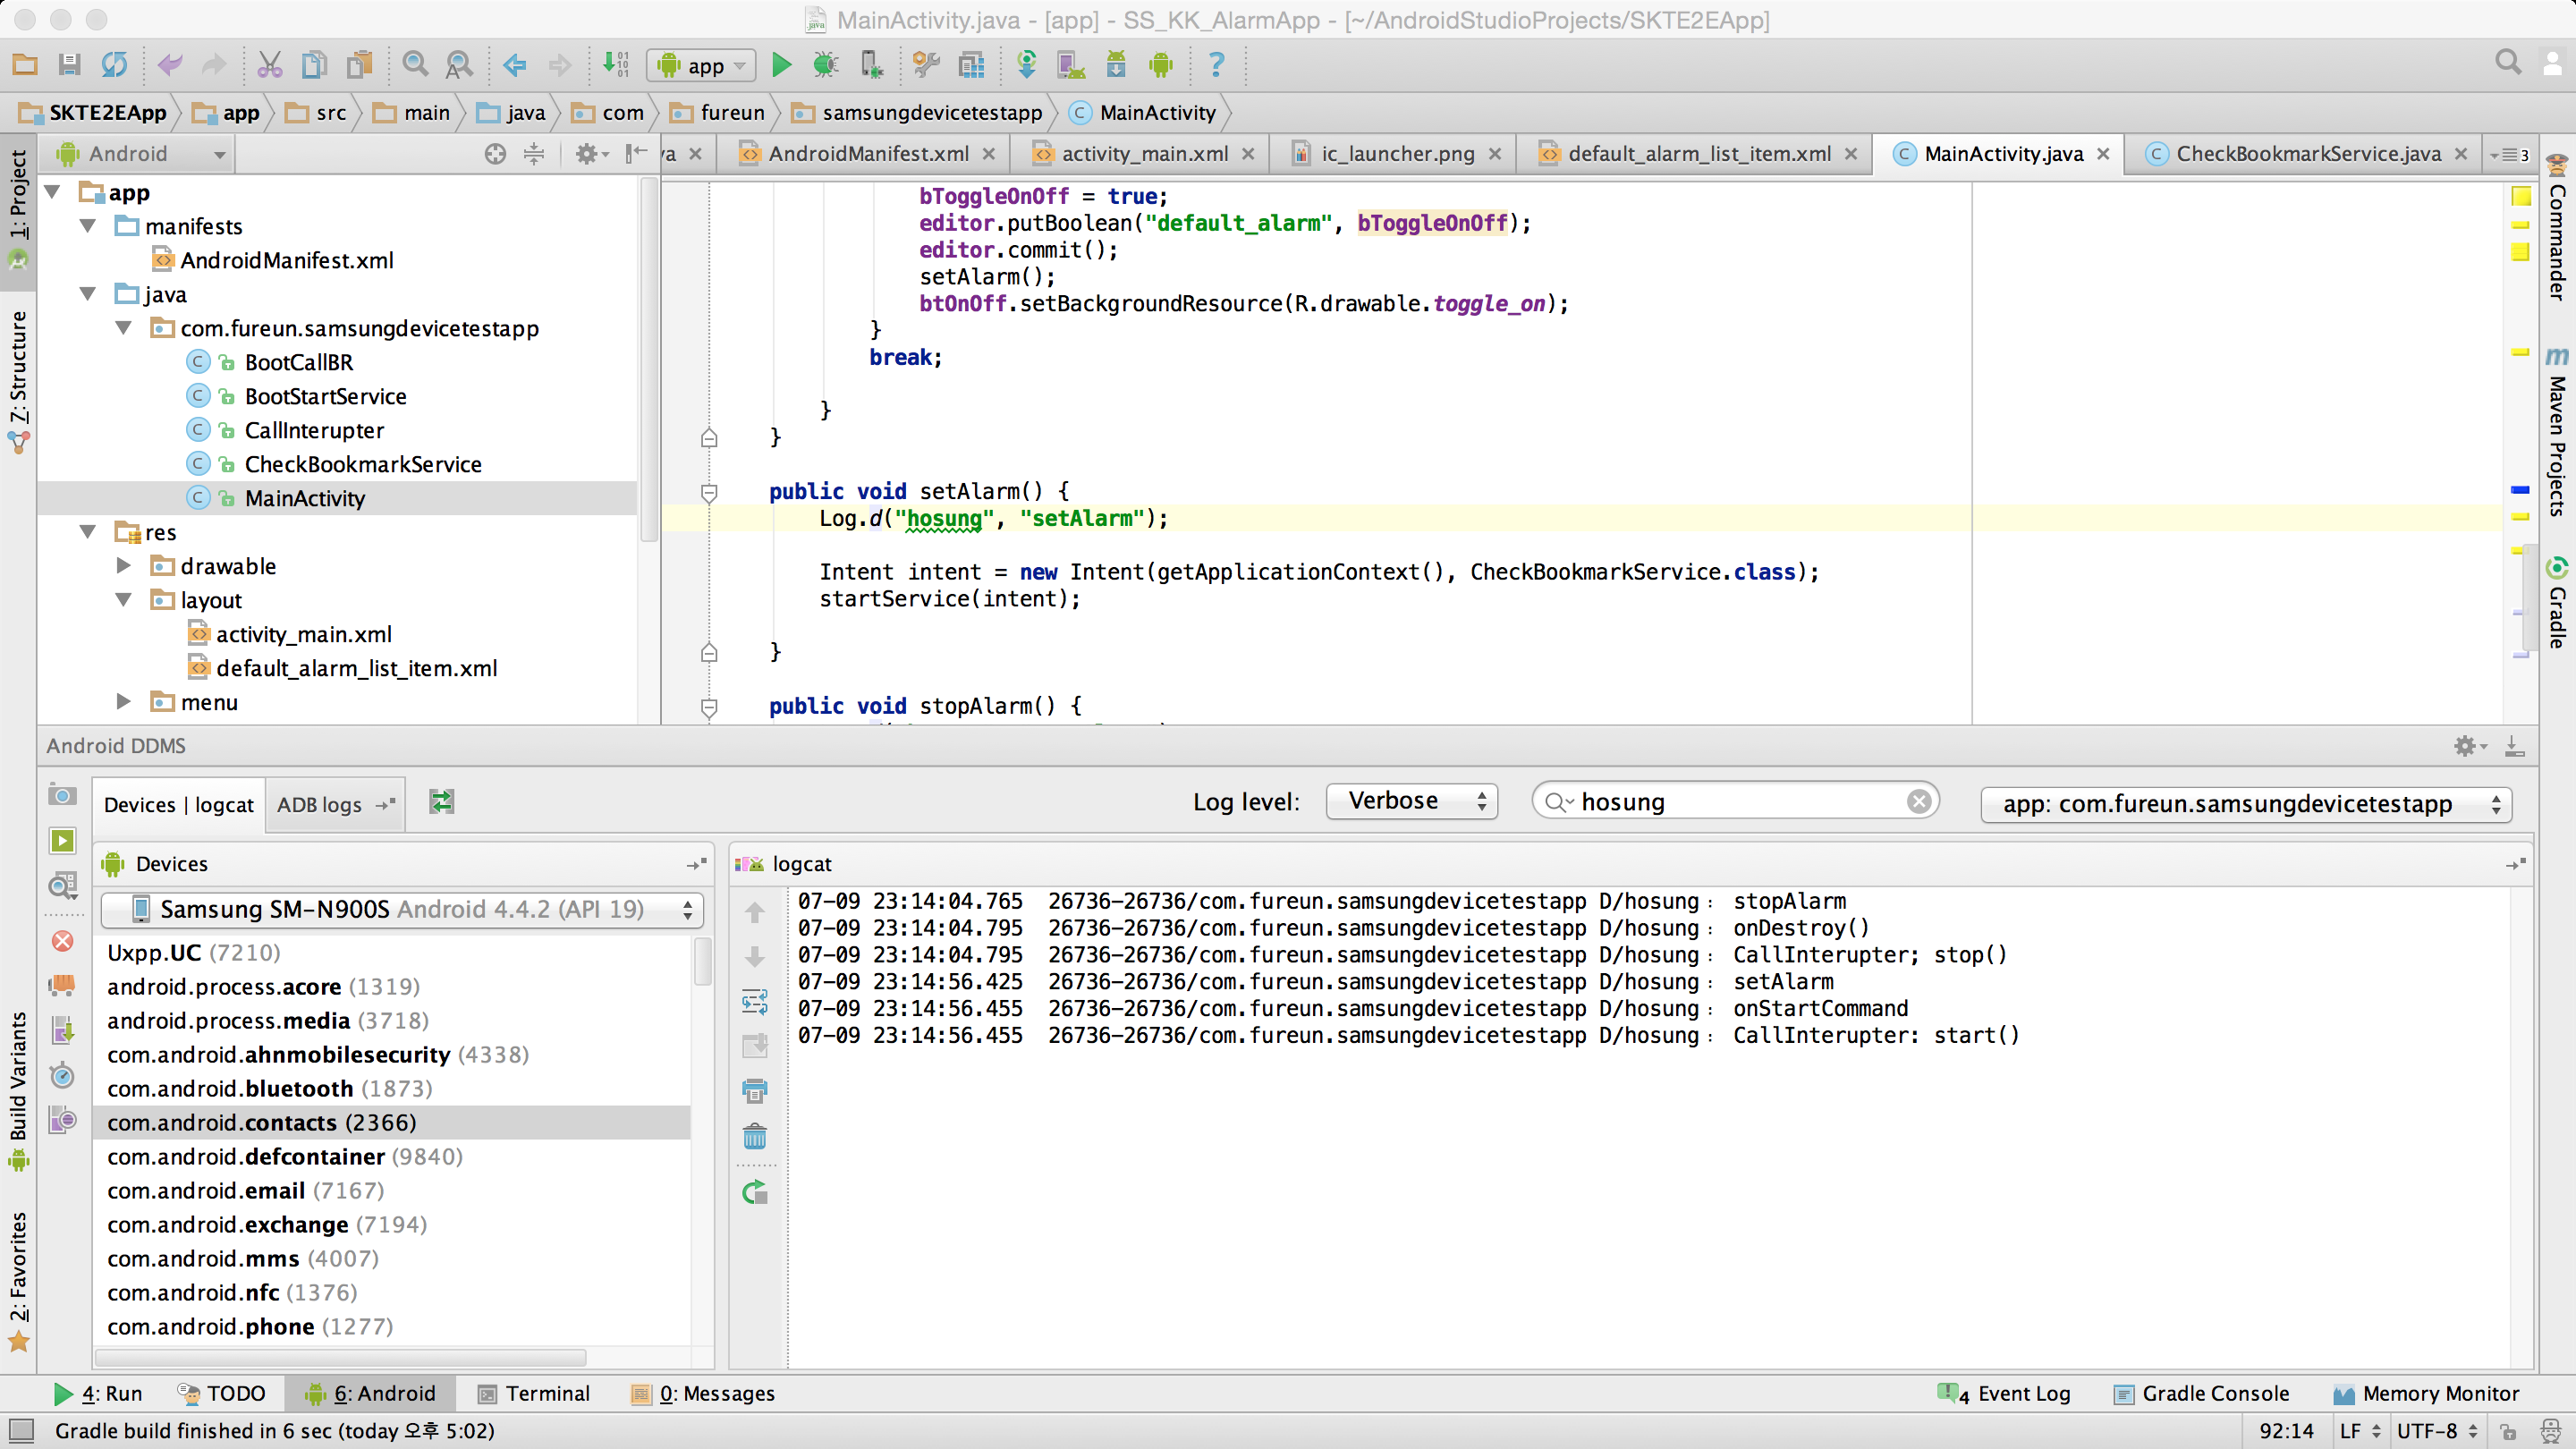 MainActivity.java - [app] - SS_KK_AlarmApp - [~/AndroidStudioProjects/SKTE2EApp]
app
SKTE2EApp app src main java com fureun samsungdevicetestapp MainActivity
1: Project
Z: Structure
Build Variants
2: Favorites
Android
va AndroidManifest.xml activity_main.xml ic_launcher.png default_alarm_list_item.xml MainActivity.java CheckBookmarkService.java 3
app
manifests
AndroidManifest.xml
java
com.fureun.samsungdevicetestapp
BootCallBR
BootStartService
CallInterupter
CheckBookmarkService
MainActivity
res
drawable
layout
activity_main.xml
default_alarm_list_item.xml
menu
bToggleOnOff = true;
editor.putBoolean("default_alarm", bToggleOnOff);
editor.commit();
setAlarm();
btOnOff.setBackgroundResource(R.drawable.toggle_on);
}
break;
}
}
public void setAlarm() {
Log.d("hosung", "setAlarm");
Intent intent = new Intent(getApplicationContext(), CheckBookmarkService.class);
startService(intent);
}
public void stopAlarm() {
Commander
Maven Projects
Gradle
Android DDMS
Devices | logcat ADB logs
Log level: Verbose hosung app: com.fureun.samsungdevicetestapp
Devices
Samsung SM-N900S Android 4.4.2 (API 19)
Uxpp.UC (7210)
android.process.acore (1319)
android.process.media (3718)
com.android.ahnmobilesecurity (4338)
com.android.bluetooth (1873)
com.android.contacts (2366)
com.android.defcontainer (9840)
com.android.email (7167)
com.android.exchange (7194)
com.android.mms (4007)
com.android.nfc (1376)
com.android.phone (1277)
logcat
07-09 23:14:04.765 26736-26736/com.fureun.samsungdevicetestapp D/hosung: stopAlarm
07-09 23:14:04.795 26736-26736/com.fureun.samsungdevicetestapp D/hosung: onDestroy()
07-09 23:14:04.795 26736-26736/com.fureun.samsungdevicetestapp D/hosung: CallInterupter; stop()
07-09 23:14:56.425 26736-26736/com.fureun.samsungdevicetestapp D/hosung: setAlarm
07-09 23:14:56.455 26736-26736/com.fureun.samsungdevicetestapp D/hosung: onStartCommand
07-09 23:14:56.455 26736-26736/com.fureun.samsungdevicetestapp D/hosung: CallInterupter: start()
4: Run TODO 6: Android Terminal 0: Messages 4 Event Log Gradle Console Memory Monitor
Gradle build finished in 6 sec (today 오후 5:02) 92:14 LF UTF-8